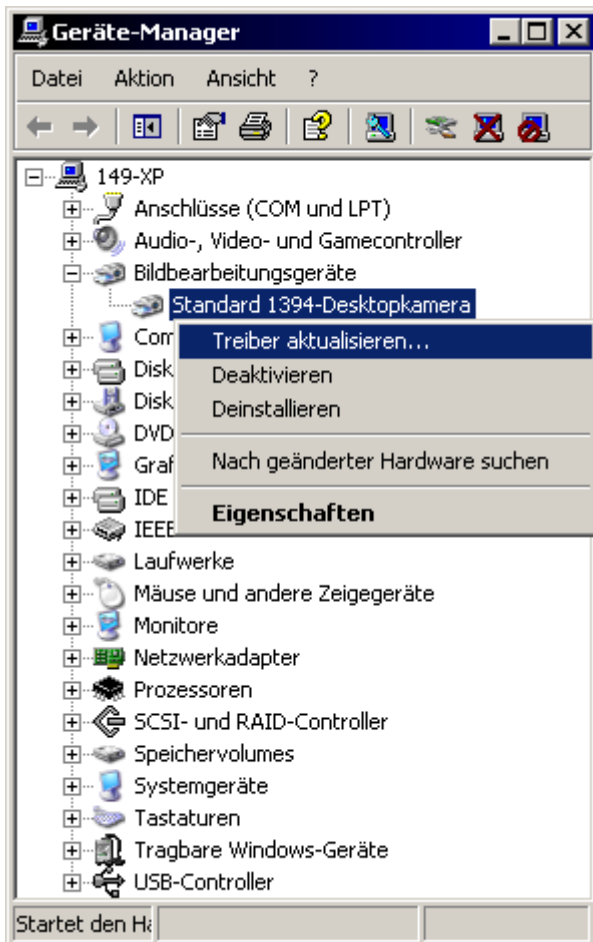 Geräte-Manager
Datei Aktion Ansicht ?
149-XP
Anschlüsse (COM und LPT)
Audio-, Video- und Gamecontroller
Bildbearbeitungsgeräte
Standard 1394-Desktopkamera
Com
Treiber aktualisieren...
Disk
Deaktivieren
Disk
Deinstallieren
DVD
Graf
Nach geänderter Hardware suchen
IDE
Eigenschaften
IEEE
Laufwerke
Mäuse und andere Zeigegeräte
Monitore
Netzwerkadapter
Prozessoren
SCSI- und RAID-Controller
Speichervolumes
Systemgeräte
Tastaturen
Tragbare Windows-Geräte
USB-Controller
Startet den Ha